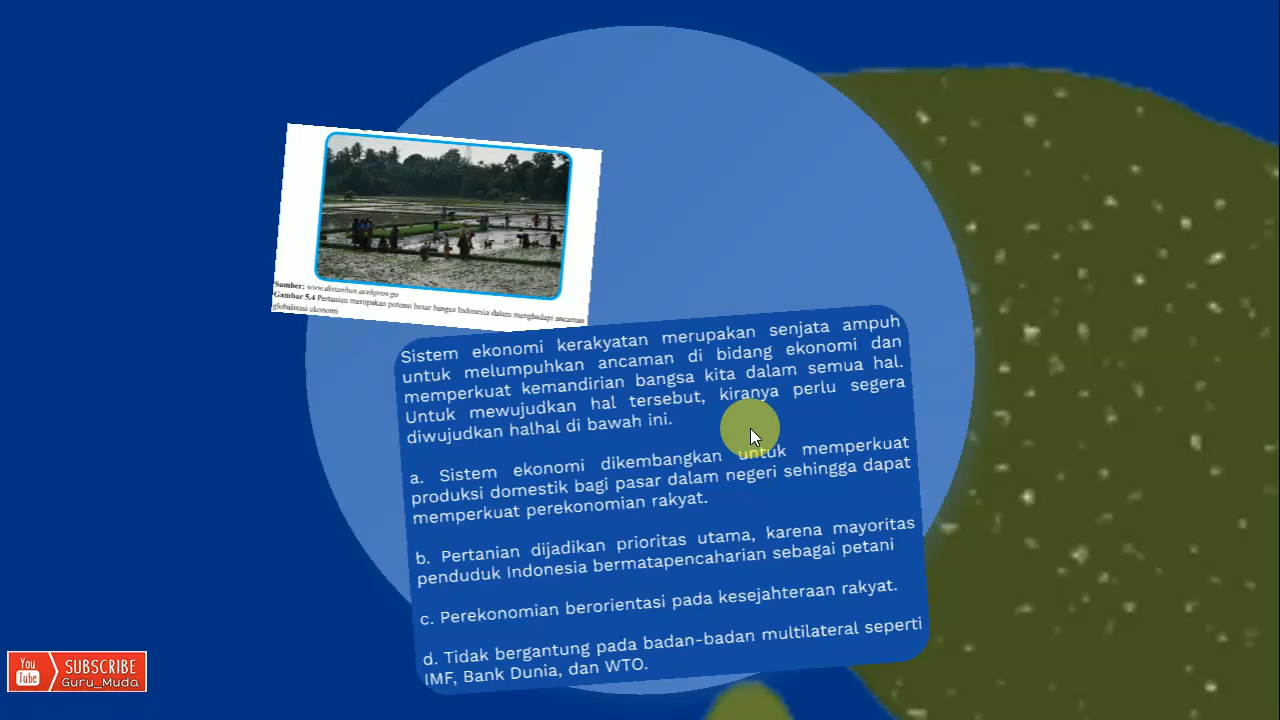 Sumber: www.distanbun.acehprov.go
Gambar 5.4 Pertanian merupakan potensi besar bangsa Indonesia dalam menghadapi ancaman
globalisasi ekonomi
Sistem ekonomi kerakyatan merupakan senjata ampuh
untuk melumpuhkan ancaman di bidang ekonomi dan
memperkuat kemandirian bangsa kita dalam semua hal.
Untuk mewujudkan hal tersebut, kiranya perlu segera
diwujudkan halhal di bawah ini.
a. Sistem ekonomi dikembangkan untuk memperkuat
produksi domestik bagi pasar dalam negeri sehingga dapat
memperkuat perekonomian rakyat.
b. Pertanian dijadikan prioritas utama, karena mayoritas
penduduk Indonesia bermatapencaharian sebagai petani
c. Perekonomian berorientasi pada kesejahteraan rakyat.
d. Tidak bergantung pada badan-badan multilateral seperti
IMF, Bank Dunia, dan WTO.
You
Tube
SUBSCRIBE
Guru_Muda